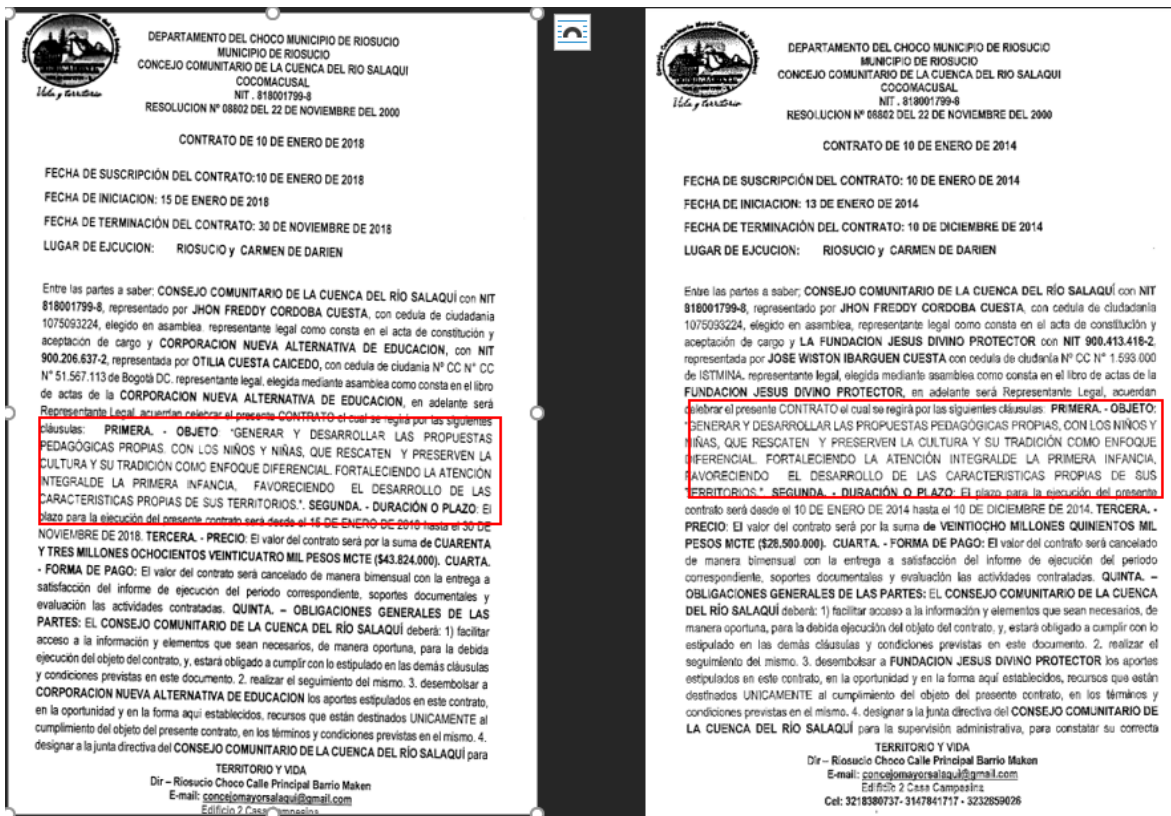 Vida y territorio
DEPARTAMENTO DEL CHOCO MUNICIPIO DE RIOSUCIO
MUNICIPIO DE RIOSUCIO
CONCEJO COMUNITARIO DE LA CUENCA DEL RIO SALAQUI
COCOMACUSAL
NIT . 818001799-8
RESOLUCION Nº 08802 DEL 22 DE NOVIEMBRE DEL 2000
CONTRATO DE 10 DE ENERO DE 2018
FECHA DE SUSCRIPCIÓN DEL CONTRATO:10 DE ENERO DE 2018
FECHA DE INICIACION: 15 DE ENERO DE 2018
FECHA DE TERMINACIÓN DEL CONTRATO: 30 DE NOVIEMBRE DE 2018
LUGAR DE EJCUCION: RIOSUCIO y CARMEN DE DARIEN
Entre las partes a saber; CONSEJO COMUNITARIO DE LA CUENCA DEL RÍO SALAQUÍ con NIT
818001799-8, representado por JHON FREDDY CORDOBA CUESTA, con cedula de ciudadania
1075093224, elegido en asamblea. representante legal como consta en el acta de constitución y
aceptación de cargo y CORPORACION NUEVA ALTERNATIVA DE EDUCACION, con NIT
900.206.637-2, representada por OTILIA CUESTA CAICEDO, con cedula de ciudania Nº CC N° CC
N° 51.567.113 de Bogotá DC. representante legal, elegida mediante asamblea como consta en el libro
de actas de la CORPORACION NUEVA ALTERNATIVA DE EDUCACION, en adelante será
Representante Legal, acuerdan celebrar el presente CONTRATO el cual se regirá por las siguientes
cláusulas: PRIMERA. - OBJETO: "GENERAR Y DESARROLLAR LAS PROPUESTAS
PEDAGÓGICAS PROPIAS, CON LOS NIÑOS Y NIÑAS, QUE RESCATEN Y PRESERVEN LA
CULTURA Y SU TRADICIÓN COMO ENFOQUE DIFERENCIAL. FORTALECIENDO LA ATENCIÓN
INTEGRALDE LA PRIMERA INFANCIA, FAVORECIENDO EL DESARROLLO DE LAS
CARACTERISTICAS PROPIAS DE SUS TERRITORIOS.". SEGUNDA. - DURACIÓN O PLAZO: El
plazo para la ejecución del presente contrato será desde el 15 DE ENERO DE 2018 hasta el 30 DE
NOVIEMBRE DE 2018. TERCERA. - PRECIO: El valor del contrato será por la suma de CUARENTA
Y TRES MILLONES OCHOCIENTOS VEINTICUATRO MIL PESOS MCTE ($43.824.000). CUARTA.
- FORMA DE PAGO: El valor del contrato será cancelado de manera bimensual con la entrega a
satisfacción del informe de ejecución del periodo correspondiente, soportes documentales y
evaluación las actividades contratadas. QUINTA. – OBLIGACIONES GENERALES DE LAS
PARTES: EL CONSEJO COMUNITARIO DE LA CUENCA DEL RÍO SALAQUÍ deberá: 1) facilitar
acceso a la información y elementos que sean necesarios, de manera oportuna, para la debida
ejecución del objeto del contrato, y, estará obligado a cumplir con lo estipulado en las demás cláusulas
y condiciones previstas en este documento. 2. realizar el seguimiento del mismo. 3. desembolsar a
CORPORACION NUEVA ALTERNATIVA DE EDUCACION los aportes estipulados en este contrato,
en la oportunidad y en la forma aquí establecidos, recursos que están destinados UNICAMENTE al
cumplimiento del objeto del presente contrato, en los términos y condiciones previstas en el mismo. 4.
designar a la junta directiva del CONSEJO COMUNITARIO DE LA CUENCA DEL RÍO SALAQUÍ para
TERRITORIO Y VIDA
Dir – Riosucio Choco Calle Principal Barrio Maken
E-mail: concejomayorsalaqui@gmail.com
Edificio 2 Casa Campesina
Vida y territorio
DEPARTAMENTO DEL CHOCO MUNICIPIO DE RIOSUCIO
MUNICIPIO DE RIOSUCIO
CONCEJO COMUNITARIO DE LA CUENCA DEL RIO SALAQUI
COCOMACUSAL
NIT . 818001799-8
RESOLUCION Nº 08802 DEL 22 DE NOVIEMBRE DEL 2000
CONTRATO DE 10 DE ENERO DE 2014
FECHA DE SUSCRIPCIÓN DEL CONTRATO: 10 DE ENERO DE 2014
FECHA DE INICIACION: 13 DE ENERO DE 2014
FECHA DE TERMINACIÓN DEL CONTRATO: 10 DE DICIEMBRE DE 2014
LUGAR DE EJCUCION: RIOSUCIO y CARMEN DE DARIEN
Entre las partes a saber; CONSEJO COMUNITARIO DE LA CUENCA DEL RÍO SALAQUÍ con NIT
818001799-8, representado por JHON FREDDY CORDOBA CUESTA, con cedula de ciudadania
1075093224, elegido en asamblea, representante legal como consta en el acta de constitución y
aceptación de cargo y LA FUNDACION JESUS DIVINO PROTECTOR con NIT 900.413.418-2,
representada por JOSE WISTON IBARGUEN CUESTA con cedula de ciudania Nº CC N° 1.593.000
de ISTMINA. representante legal, elegida mediante asamblea como consta en el libro de actas de la
FUNDACION JESUS DIVINO PROTECTOR, en adelante será Representante Legal, acuerdan
celebrar el presente CONTRATO el cual se regirá por las siguientes cláusulas: PRIMERA. - OBJETO:
"GENERAR Y DESARROLLAR LAS PROPUESTAS PEDAGÓGICAS PROPIAS, CON LOS NIÑOS Y
NIÑAS, QUE RESCATEN Y PRESERVEN LA CULTURA Y SU TRADICIÓN COMO ENFOQUE
DIFERENCIAL. FORTALECIENDO LA ATENCIÓN INTEGRALDE LA PRIMERA INFANCIA,
FAVORECIENDO EL DESARROLLO DE LAS CARACTERISTICAS PROPIAS DE SUS
TERRITORIOS.". SEGUNDA. - DURACIÓN O PLAZO: El plazo para la ejecución del presente
contrato será desde el 10 DE ENERO DE 2014 hasta el 10 DE DICIEMBRE DE 2014. TERCERA. -
PRECIO: El valor del contrato será por la suma de VEINTIOCHO MILLONES QUINIENTOS MIL
PESOS MCTE ($28.500.000). CUARTA. - FORMA DE PAGO: El valor del contrato será cancelado
de manera bimensual con la entrega a satisfacción del informe de ejecución del periodo
correspondiente, soportes documentales y evaluación las actividades contratadas. QUINTA. –
OBLIGACIONES GENERALES DE LAS PARTES: EL CONSEJO COMUNITARIO DE LA CUENCA
DEL RÍO SALAQUÍ deberá: 1) facilitar acceso a la información y elementos que sean necesarios, de
manera oportuna, para la debida ejecución del objeto del contrato, y, estará obligado a cumplir con lo
estipulado en las demás cláusulas y condiciones previstas en este documento. 2. realizar el
seguimiento del mismo. 3. desembolsar a FUNDACION JESUS DIVINO PROTECTOR los aportes
estipulados en este contrato, en la oportunidad y en la forma aquí establecidos, recursos que están
destinados UNICAMENTE al cumplimiento del objeto del presente contrato, en los términos y
condiciones previstas en el mismo. 4. designar a la junta directiva del CONSEJO COMUNITARIO DE
LA CUENCA DEL RÍO SALAQUÍ para la supervisión administrativa, para constatar su correcta
TERRITORIO Y VIDA
Dir – Riosucio Choco Calle Principal Barrio Maken
E-mail: concejomayorsalaqui@gmail.com
Edificio 2 Casa Campesina
Cel: 3218380737- 3147841717 - 3232659026